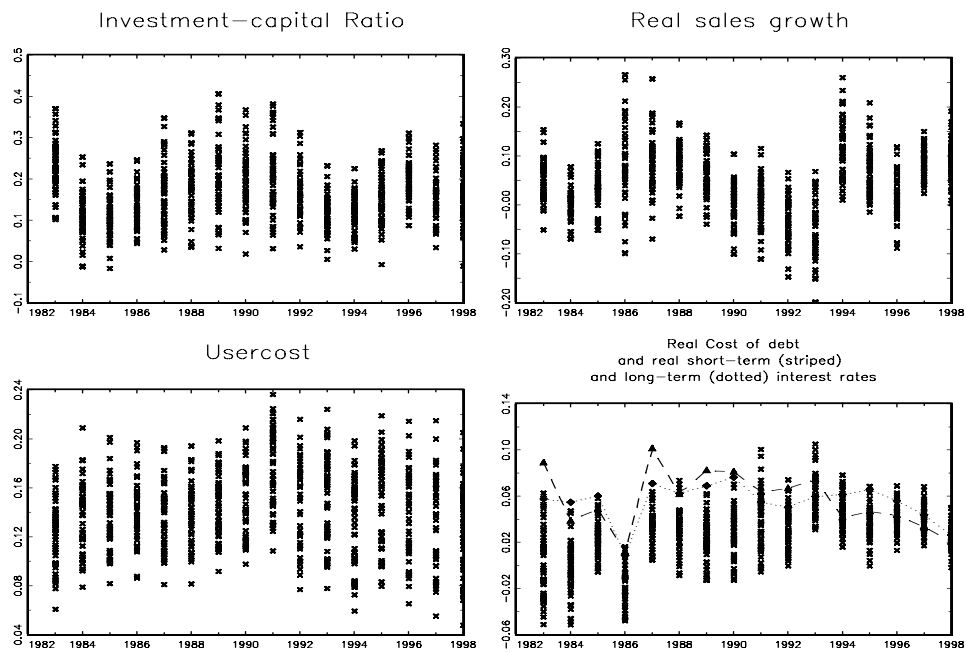 Investment-capital Ratio
0.5
0.4
0.3
0.2
0.1
0.0
-0.1
1982 1984 1986 1988 1990 1992 1994 1996 1998
Real sales growth
0.30
0.20
0.10
-0.00
-0.10
-0.20
1982 1984 1986 1988 1990 1992 1994 1996 1998
Usercost
0.24
0.20
0.16
0.12
0.08
0.04
1982 1984 1986 1988 1990 1992 1994 1996 1998
Real Cost of debt
and real short-term (striped)
and long-term (dotted) interest rates
0.14
0.10
0.06
0.02
-0.02
-0.06
1982 1984 1986 1988 1990 1992 1994 1996 1998